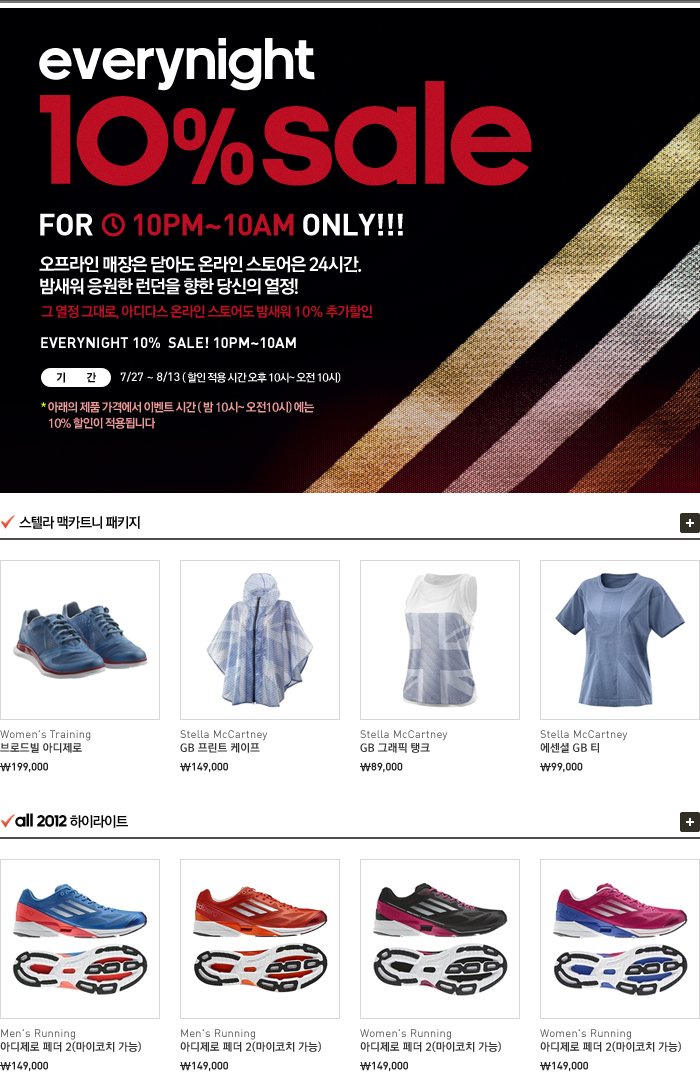 everynight
10%sale
FOR 10PM~10AM ONLY!!!
오프라인 매장은 닫아도 온라인 스토어은 24시간.
밤새워 응원한 런던을 향한 당신의 열정!
그 열정 그대로, 아디다스 온라인 스토어도 밤새워 10% 추가할인
EVERYNIGHT 10% SALE! 10PM~10AM
기 간 7/27 ~ 8/13 ( 할인 적용 시간 오후 10시~ 오전 10시)
* 아래의 제품 가격에서 이벤트 시간 ( 밤 10시~ 오전10시) 에는
10% 할인이 적용됩니다
스텔라 맥카트니 패키지
Women's Training Stella McCartney Stella McCartney Stella McCartney
브로드빌 아디제로 GB 프린트 케이프 GB 그래픽 탱크 에센셜 GB 티
₩199,000 ₩149,000 ₩89,000 ₩99,000
all 2012 하이라이트
Men's Running Men's Running Women's Running Women's Running
아디제로 페더 2(마이코치 가능) 아디제로 페더 2(마이코치 가능) 아디제로 페더 2(마이코치 가능) 아디제로 페더 2(마이코치 가능)
₩149,000 ₩149,000 ₩149,000 ₩149,000